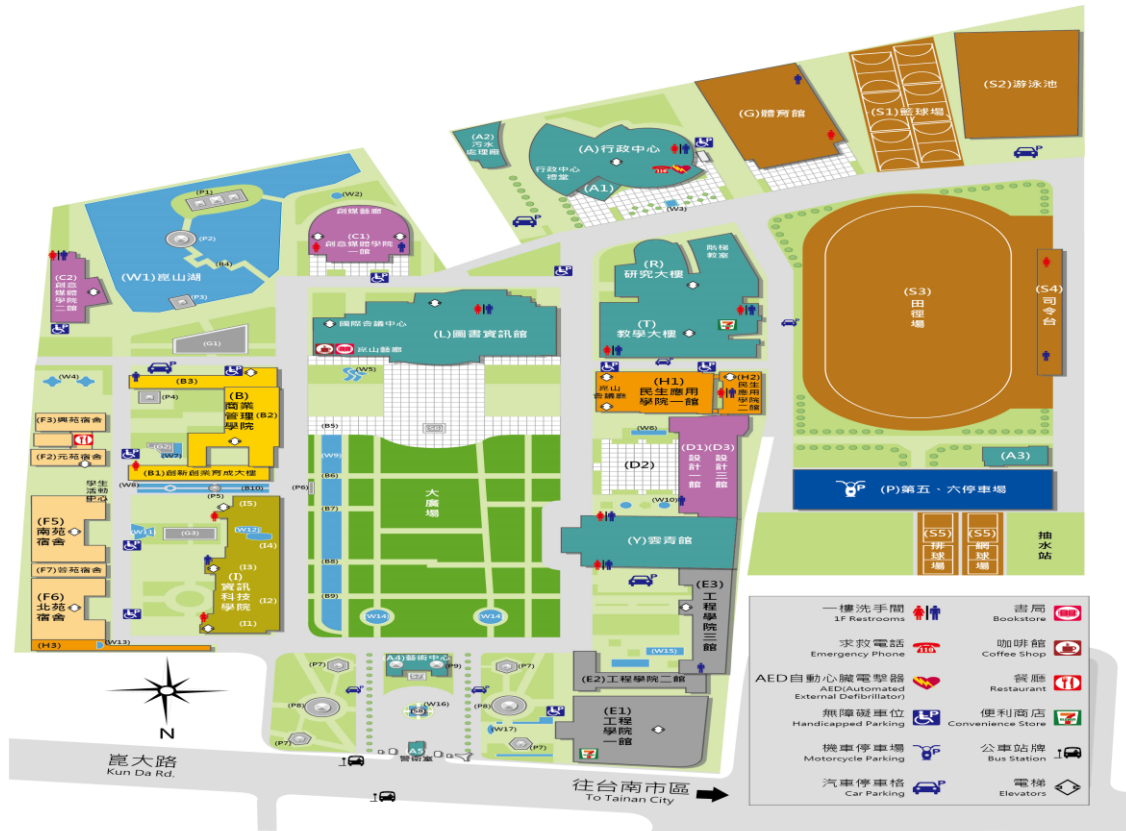 (S2)游泳池
(S1)籃球場
(G)體育館
(A2)
污水
處理廠
(A)行政中心
行政中心
禮堂
(A1)
(W3)
(P1)
(W2)
創媒藝廊
(C1)
創意媒體學院
一館
(P2)
(B4)
(W1)崑山湖
(P3)
(C2)
創意
媒體
學院
二館
(G1)
階梯
教室
(R)
研究大樓
(T)
教學大樓
國際會議中心
(L)圖書資訊館
崑山藝廊
(S3)
田徑場
(S4)
司令台
(W4)
(W5)
(B3)
(P4)
(B)
商業
管理
學院
(B2)
(G2)
(W7)
(B1)創新創業育成大樓
(F3)興苑宿舍
(F2)元苑宿舍
學生
活動
中心
(W8)
(B10)
(P5)
(P6)
(B5)
(W9)
(B6)
(B7)
(B8)
(B9)
大廣場
(H1)
民生應用
學院一館
崑山
會議廳
(H2)
民生
應用
學院
二館
(W6)
(D1)(D3)
設計一館
設計三館
(D2)
(W10)
(A3)
(P)第五、六停車場
(F5)
南苑
宿舍
(I5)
(W11)
(G3)
(W12)
(I4)
(I3)
(I)
資訊
科技
學院
(I2)
(I1)
(F6)
北苑
宿舍
(H3)
(W13)
(W14)
(W14)
(Y)雲青館
(E3)
工程學院三館
(W15)
(E2)工程學院二館
(S5)
排球場
(S5)
網球場
抽水站
(A4)藝術中心
(P7)
(P9)
(P7)
(P8)
(W16)
(P8)
(W17)
(P7)
(P7)
(E1)
工程
學院
一館
A5
警衛室
N
崑大路
Kun Da Rd.
往台南市區
To Tainan City
一樓洗手間
1F Restrooms
書局
Bookstore
求救電話
Emergency Phone
110
咖啡館
Coffee Shop
AED自動心臟電擊器
AED(Automated
External Defibrillator)
餐廳
Restaurant
無障礙車位
Handicapped Parking
便利商店
Convenience Store
機車停車場
Motorcycle Parking
公車站牌
Bus Station
汽車停車格
Car Parking
電梯
Elevators